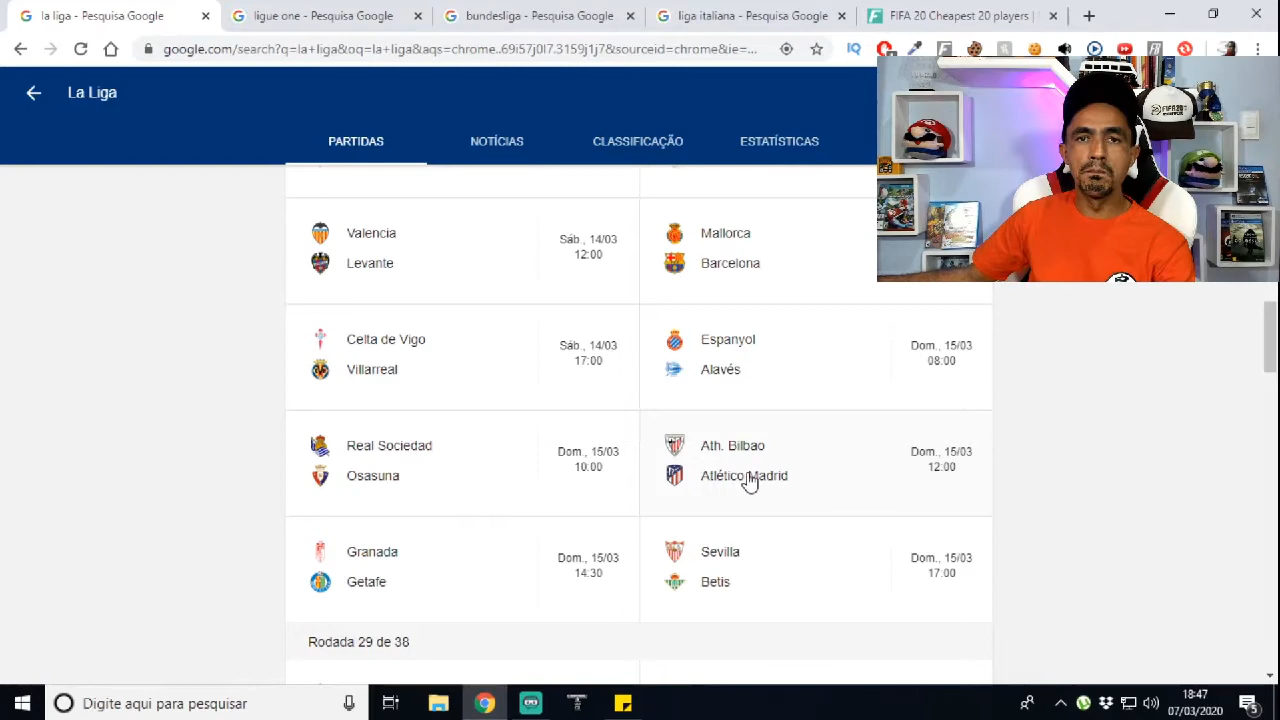 la liga - Pesquisa Google
ligue one - Pesquisa Google
bundesliga - Pesquisa Google
liga italiana - Pesquisa Google
FIFA 20 Cheapest 20 players |
google.com/search?q=la+liga&oq=la+liga&aqs=chrome..69i57j0l7.3159j1j7&sourceid=chrome&ie=...
La Liga
PARTIDAS
NOTÍCIAS
CLASSIFICAÇÃO
ESTATÍSTICAS
Valencia
Levante
Sáb., 14/03
12:00
Mallorca
Barcelona
Celta de Vigo
Villarreal
Sáb., 14/03
17:00
Espanyol
Alavés
Dom., 15/03
08:00
Real Sociedad
Osasuna
Dom., 15/03
10:00
Ath. Bilbao
Atlético Madrid
Dom., 15/03
12:00
Granada
Getafe
Dom., 15/03
14:30
Sevilla
Betis
Dom., 15/03
17:00
Rodada 29 de 38
Digite aqui para pesquisar
18:47
07/03/2020
5